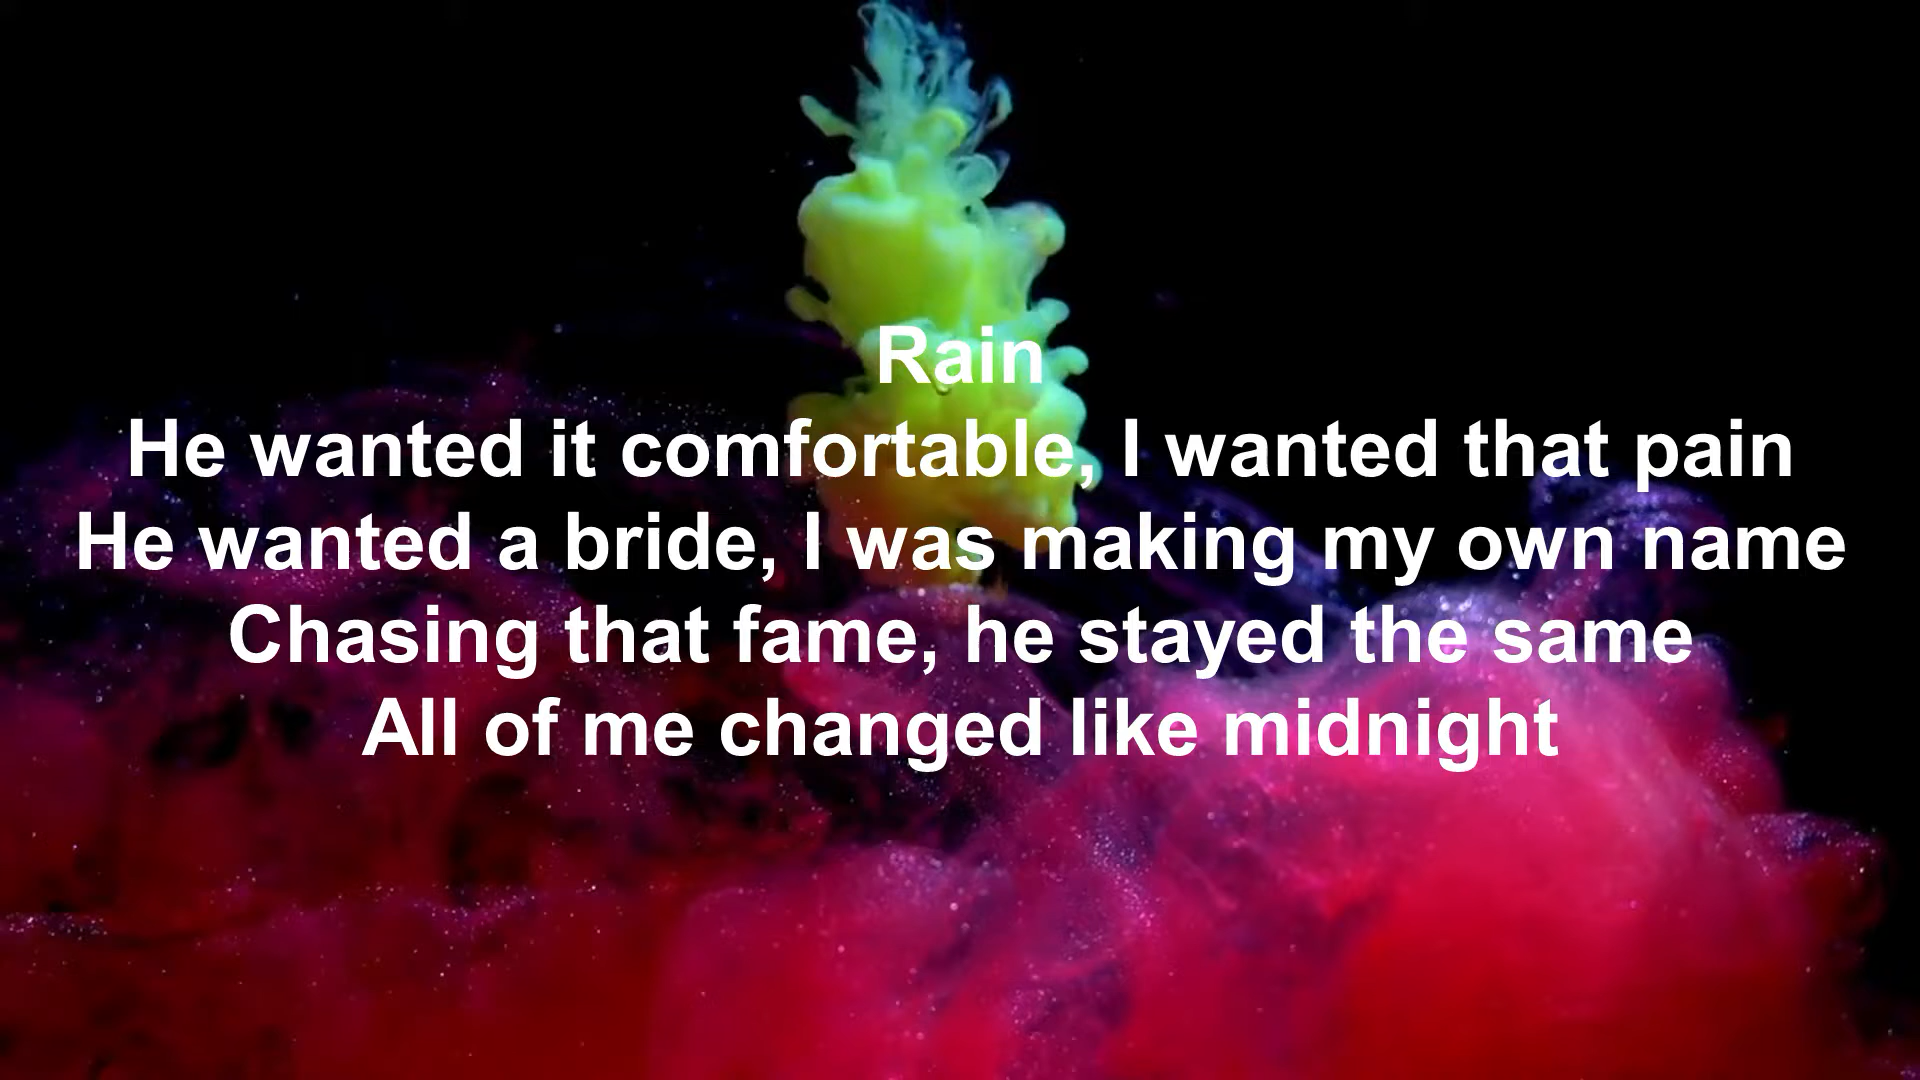 Rain
He wanted it comfortable, I wanted that pain
He wanted a bride, I was making my own name
Chasing that fame, he stayed the same
All of me changed like midnight